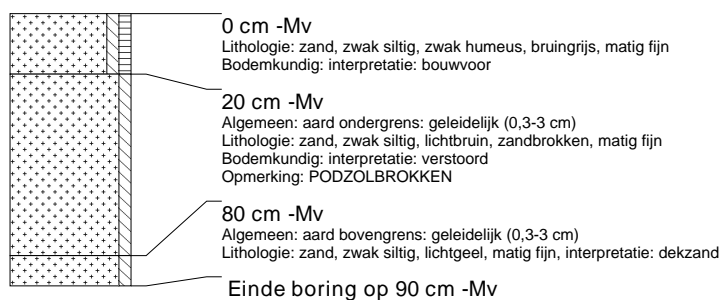 0 cm -Mv
Lithologie: zand, zwak siltig, zwak humeus, bruingrijs, matig fijn
Bodemkundig: interpretatie: bouwvoor
20 cm -Mv
Algemeen: aard ondergrens: geleidelijk (0,3-3 cm)
Lithologie: zand, zwak siltig, lichtbruin, zandbrokken, matig fijn
Bodemkundig: interpretatie: verstoord
Opmerking: PODZOLBROKKEN
80 cm -Mv
Algemeen: aard bovengrens: geleidelijk (0,3-3 cm)
Lithologie: zand, zwak siltig, lichtgeel, matig fijn, interpretatie: dekzand
Einde boring op 90 cm -Mv